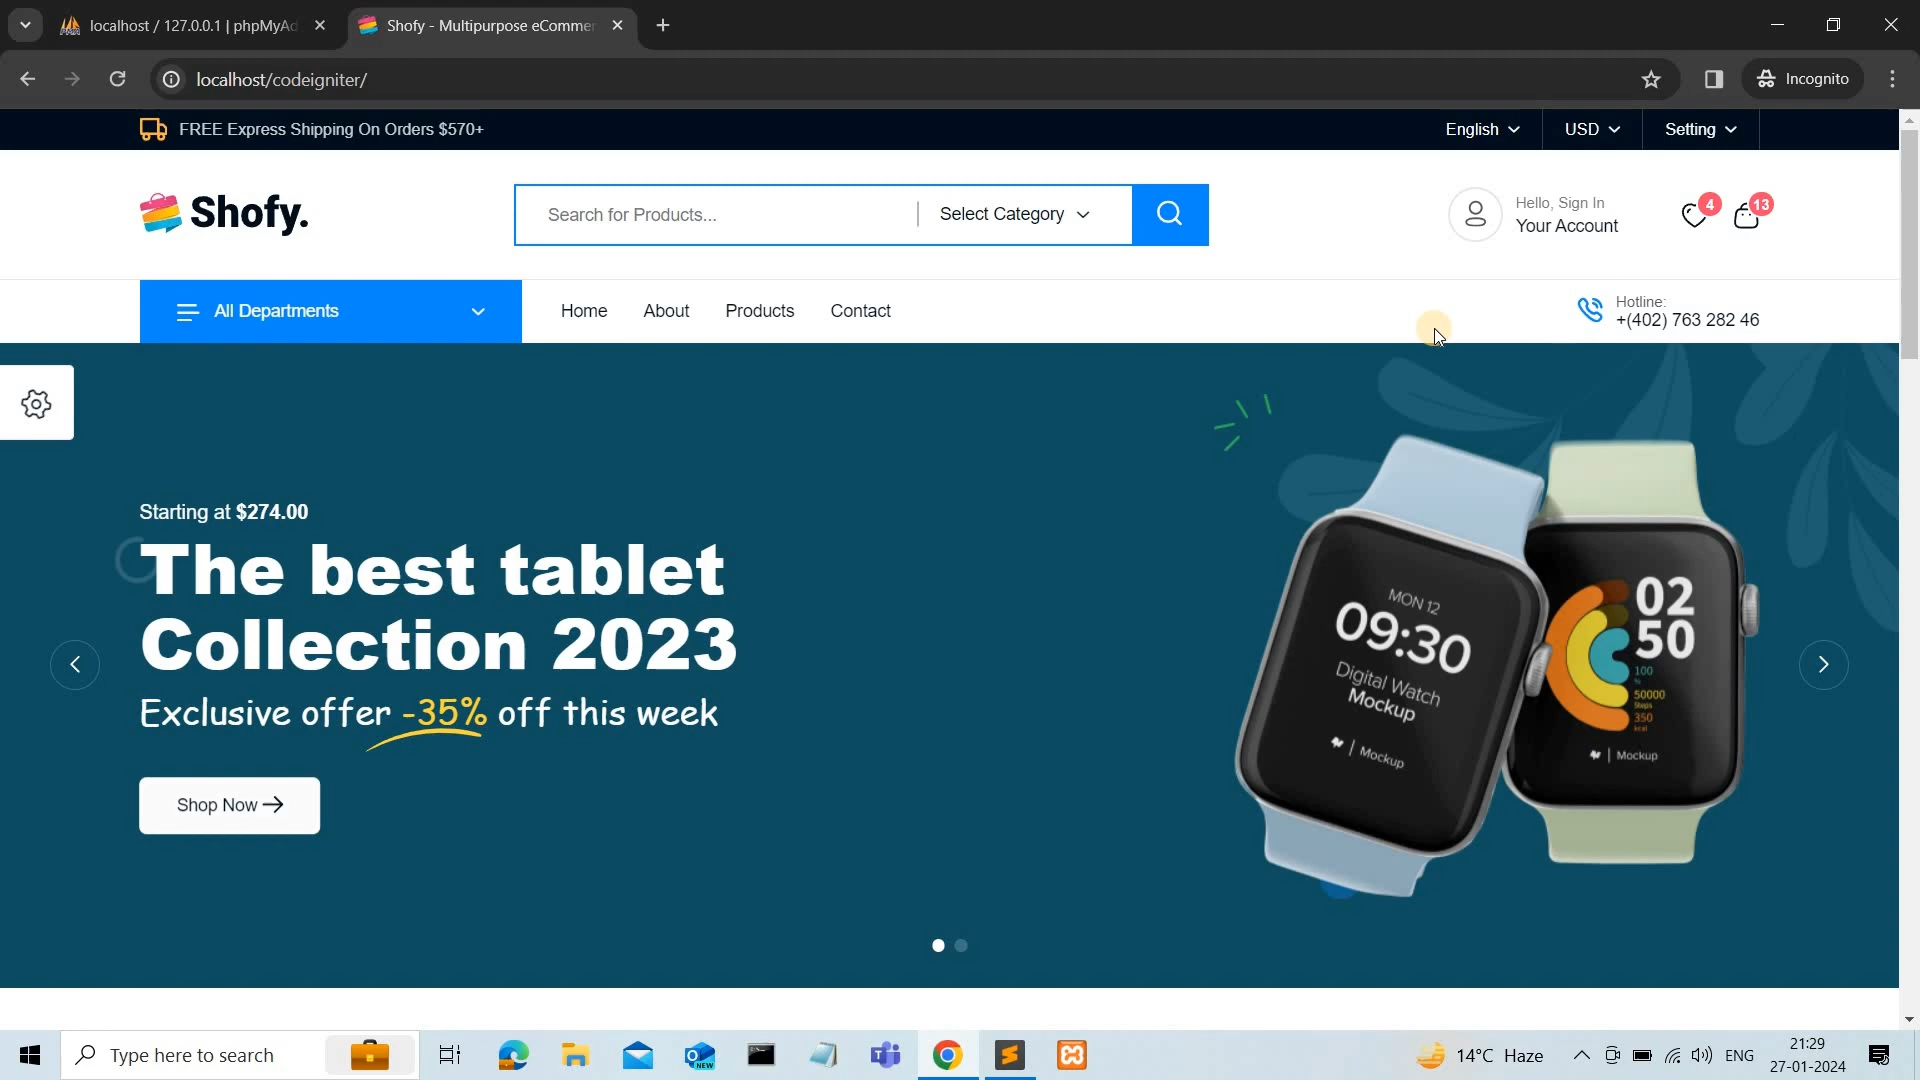 localhost / 127.0.0.1 | phpMyAd
Shofy - Multipurpose eCommer
localhost/codeigniter/
Incognito
FREE Express Shipping On Orders $570+
English
USD
Setting
Shofy.
Search for Products...
Select Category
Hello, Sign In
Your Account
4
13
All Departments
Home
About
Products
Contact
Hotline:
+(402) 763 282 46
Starting at $274.00
The best tablet
Collection 2023
Exclusive offer -35% off this week
Shop Now
MON 12
09:30
Digital Watch
Mockup
Mockup
02
50
100
%
50000
Steps
350
kcal
Mockup
Type here to search
NEW
14°C Haze
ENG
21:29
27-01-2024